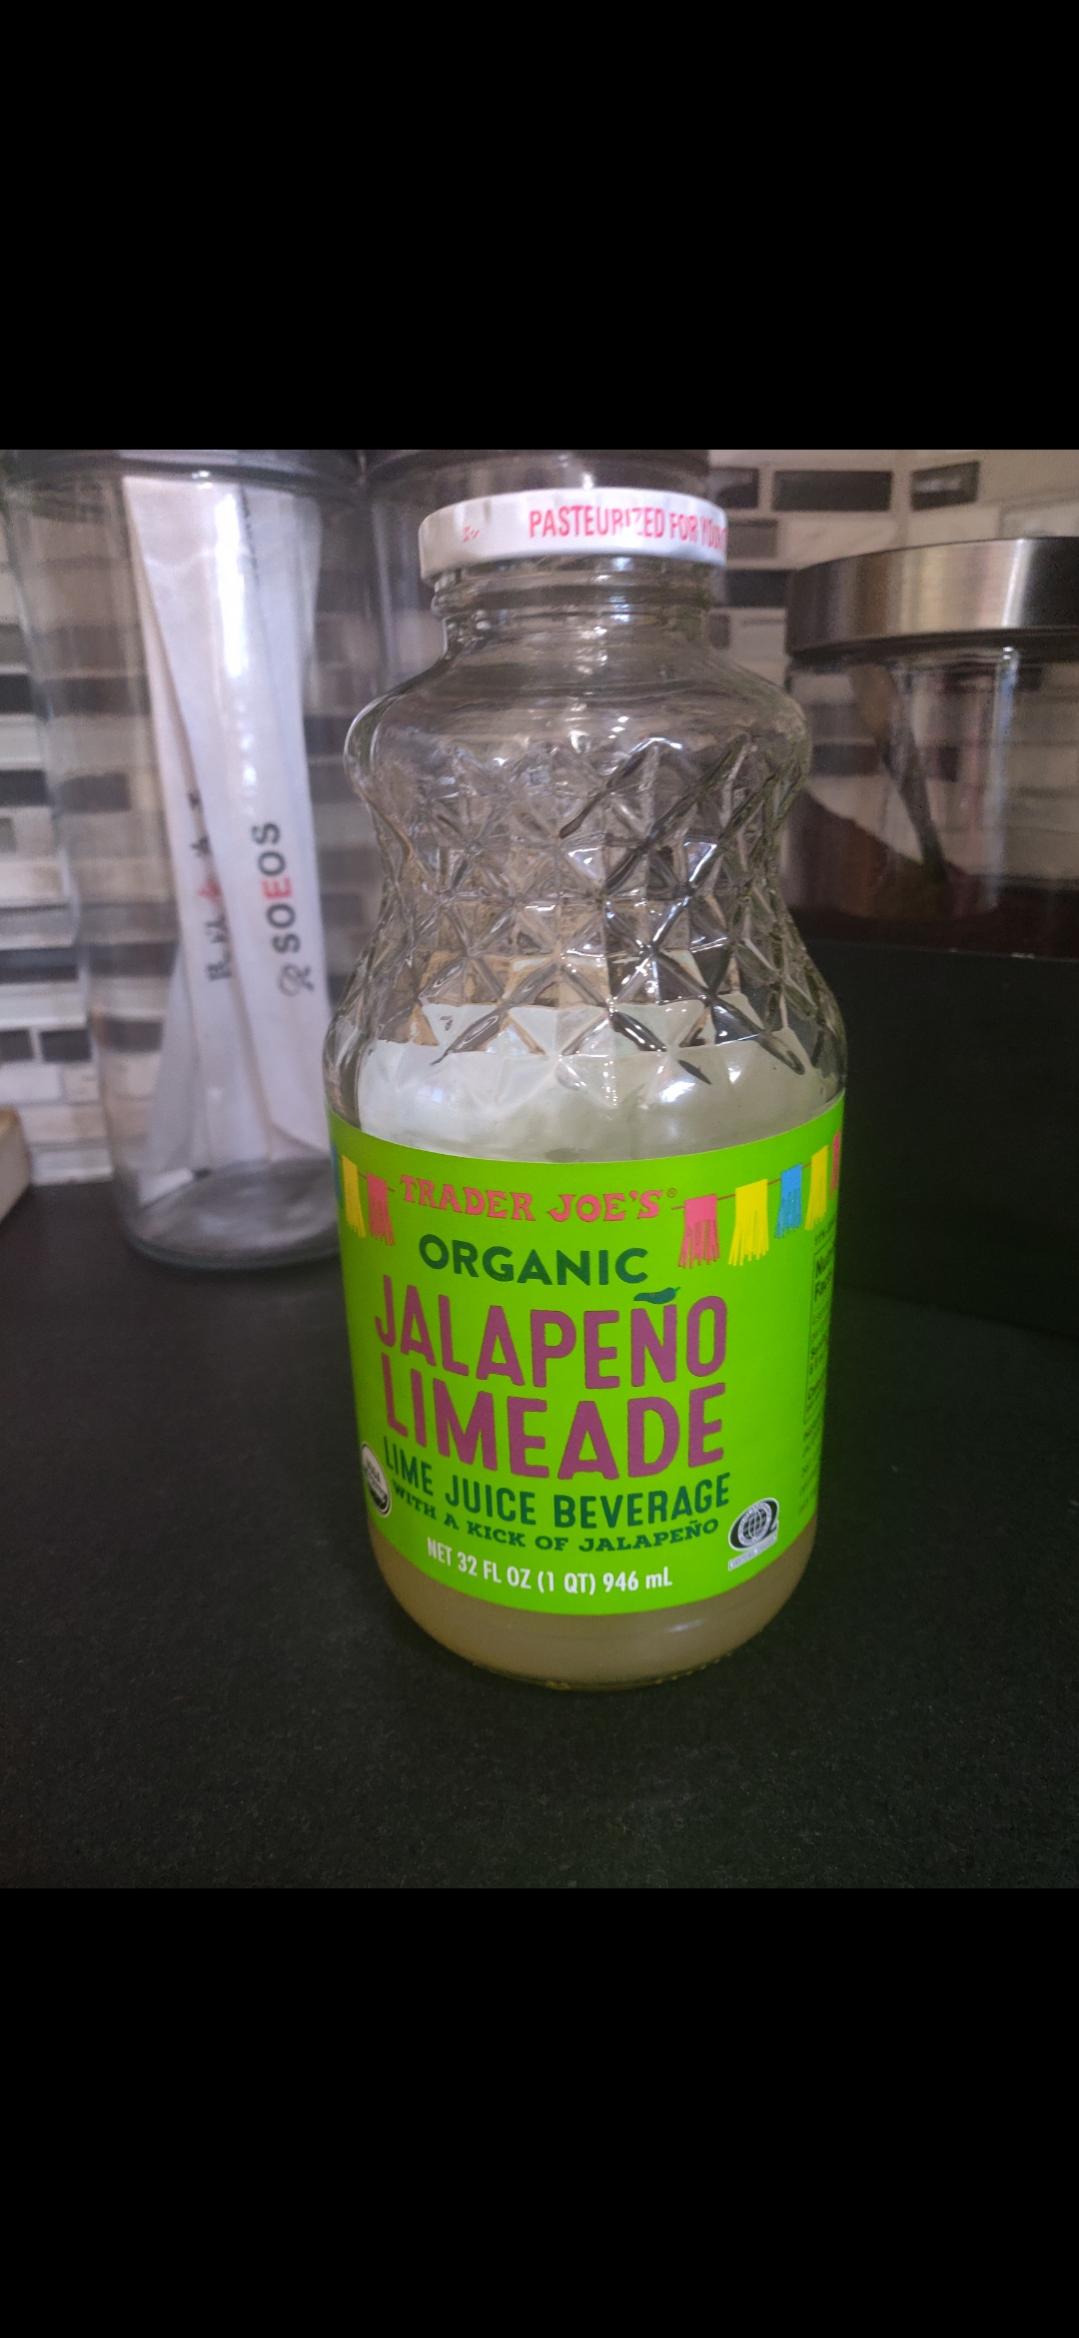 PASTEURIZED FOR YOUR
SOEOS
TRADER JOE'S®
ORGANIC
JALAPEÑO
LIMEADE
LIME JUICE BEVERAGE
WITH A KICK OF JALAPEÑO
NET 32 FL OZ (1 QT) 946 mL